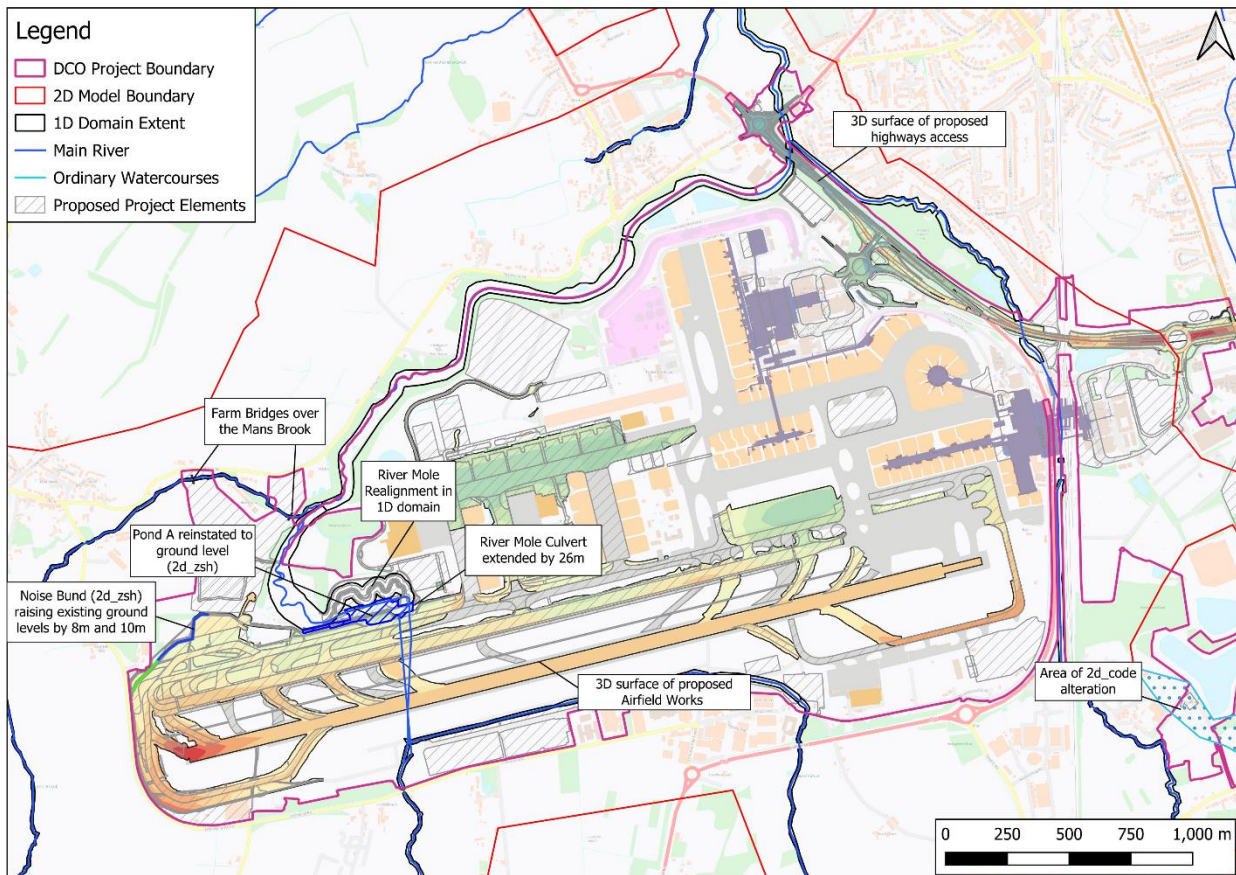 Legend
DCO Project Boundary
2D Model Boundary
1D Domain Extent
Main River
Ordinary Watercourses
Proposed Project Elements
3D surface of proposed
highways access
Farm Bridges over
the Mans Brook
River Mole
Realignment in
1D domain
Pond A reinstated to
ground level
(2d_zsh)
River Mole Culvert
extended by 26m
Noise Bund (2d_zsh)
raising existing ground
levels by 8m and 10m
3D surface of proposed
Airfield Works
Area of 2d_code
alteration
0 250 500 750 1,000 m